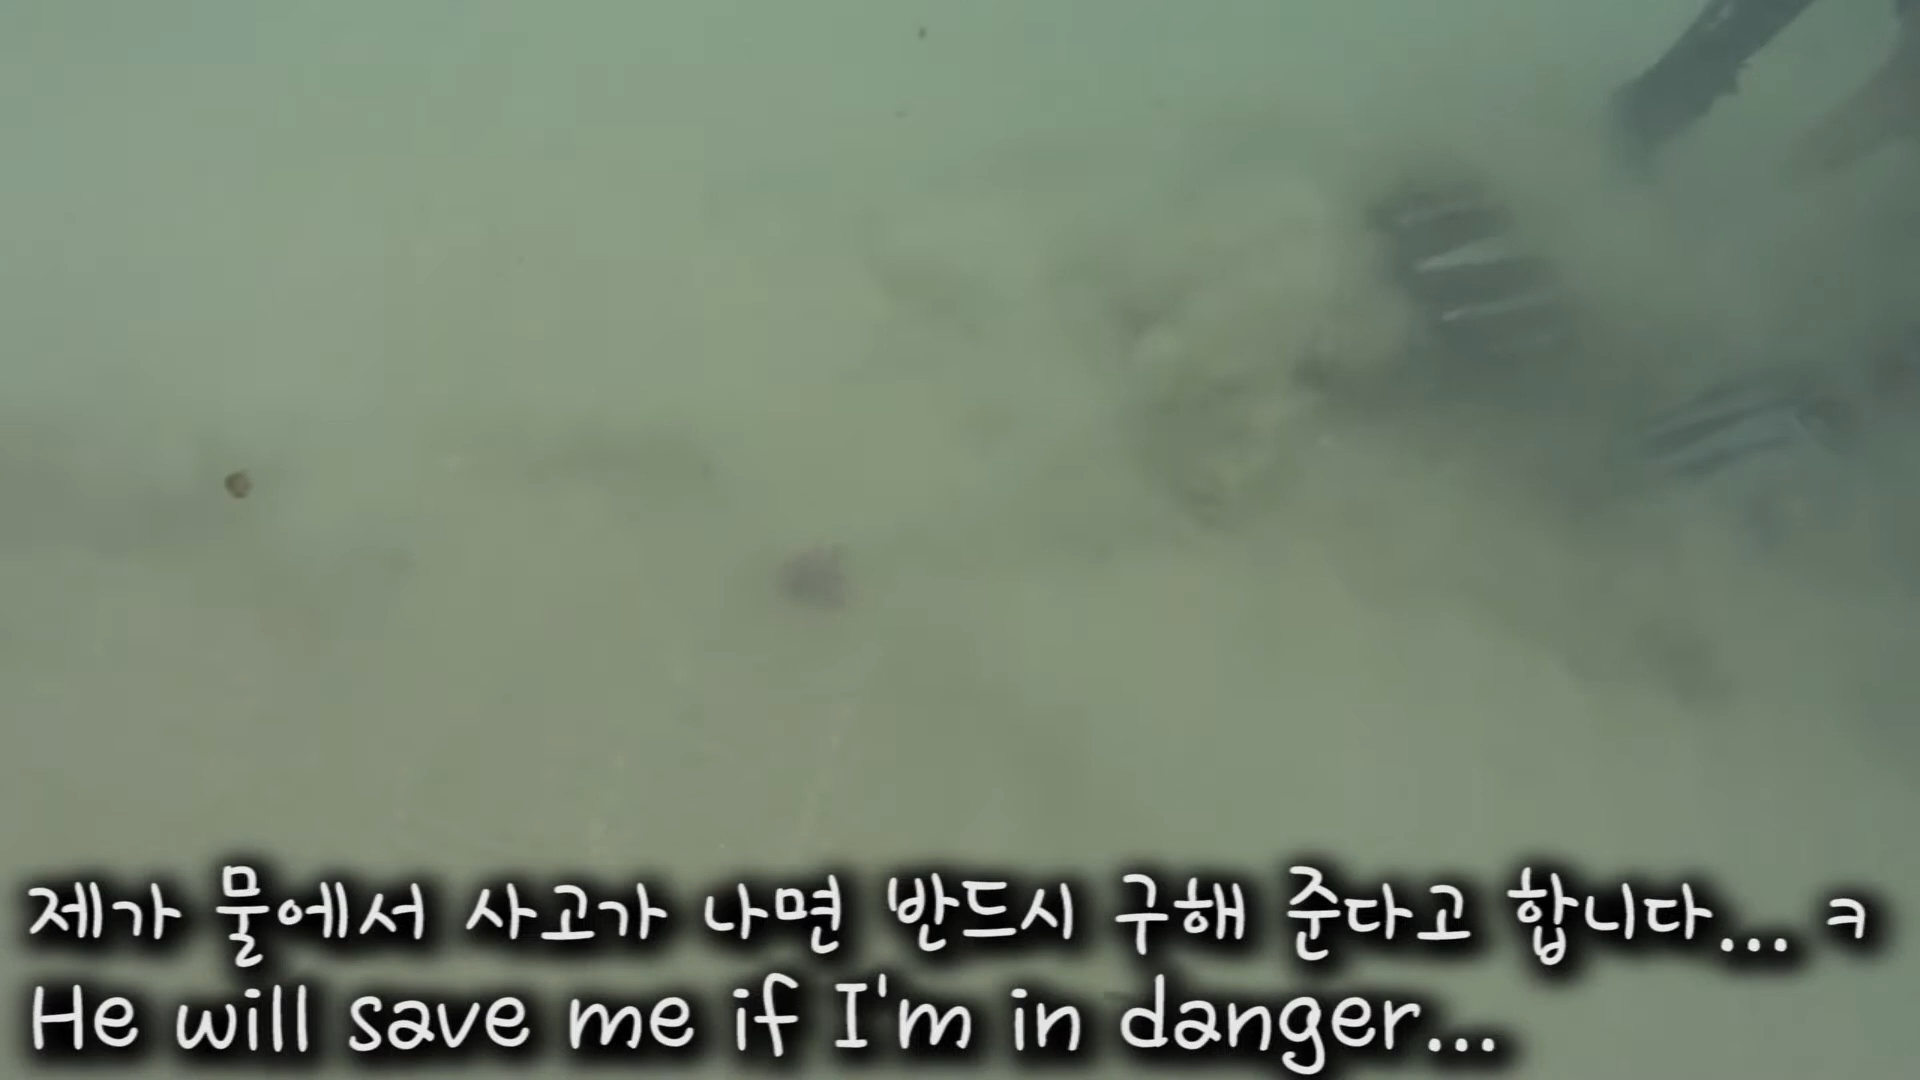 제가 물에서 사고가 나면 반드시 구해 준다고 합니다... ㅋ
He will save me if I'm in danger...